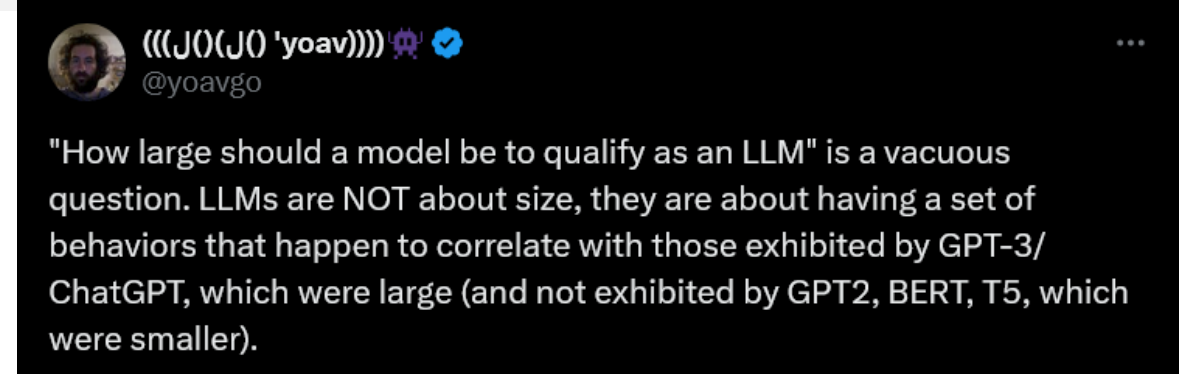 (((ل()(ل() 'yoav))))👾
@yoavgo
"How large should a model be to qualify as an LLM" is a vacuous
question. LLMs are NOT about size, they are about having a set of
behaviors that happen to correlate with those exhibited by GPT-3/
ChatGPT, which were large (and not exhibited by GPT2, BERT, T5, which
were smaller).